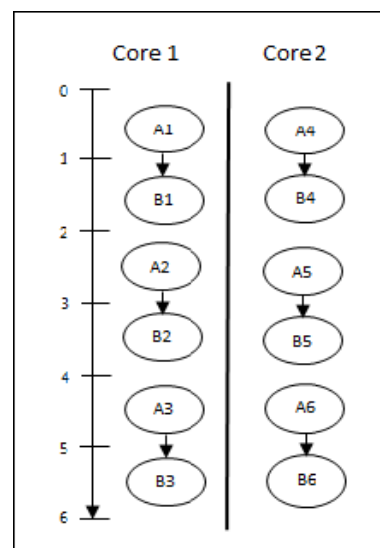 Core 1 Core 2
0
A1 A4
1
B1 B4
2
A2 A5
3
B2 B5
4
A3 A6
5
B3 B6
6